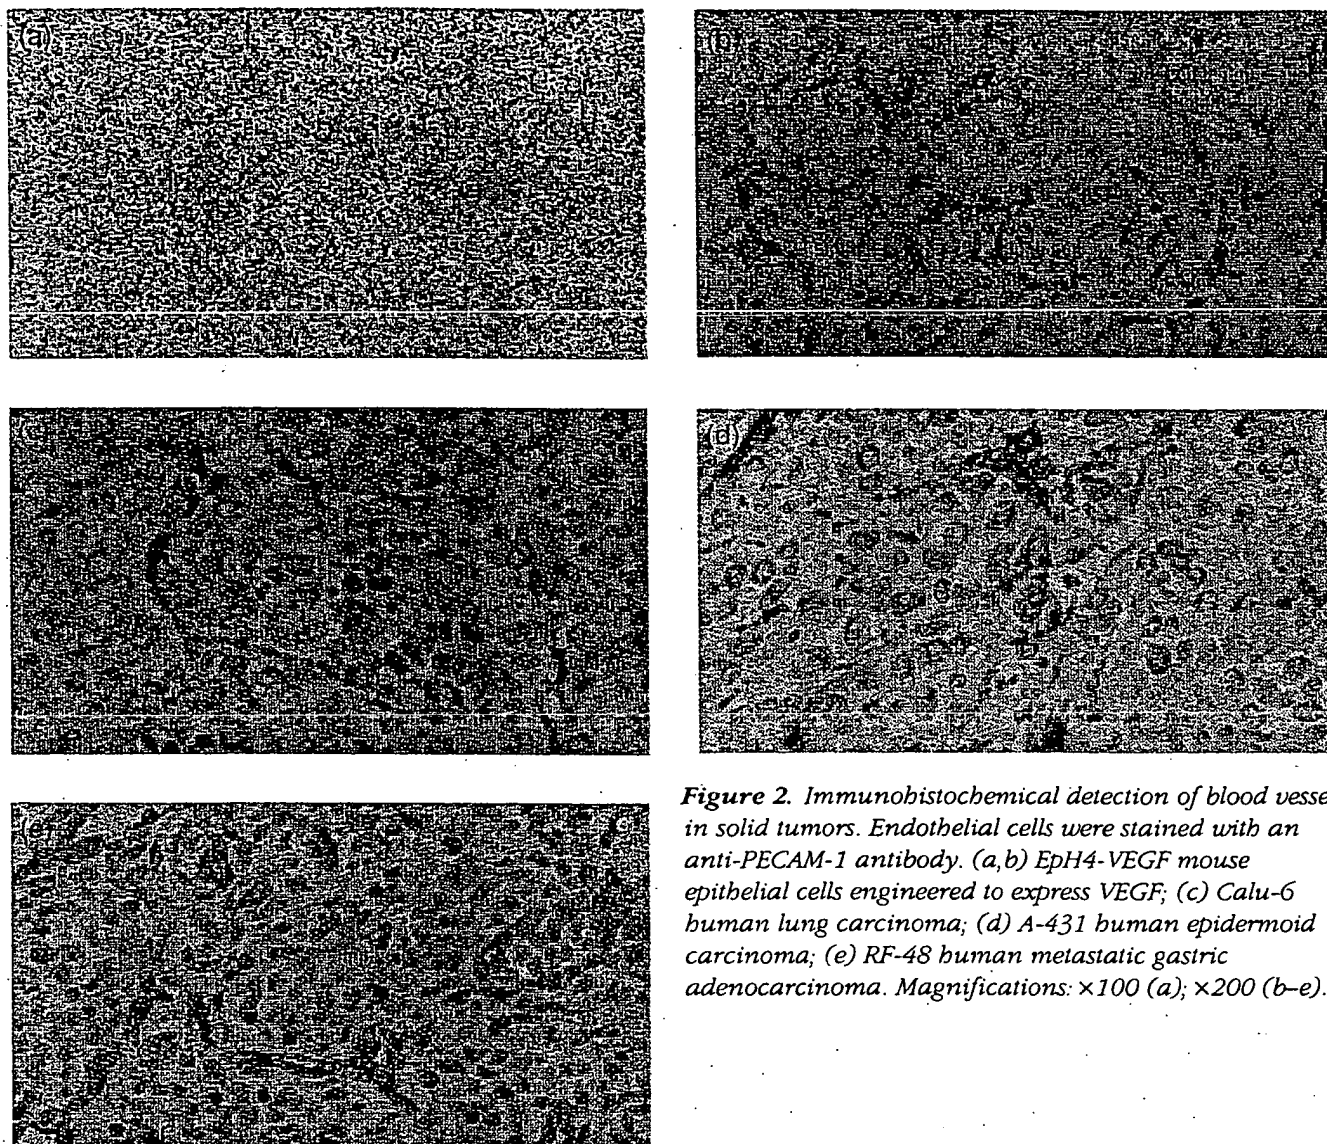 (a)
(b)
(c)
(d)
(e)
Figure 2. Immunohistochemical detection of blood vesse
in solid tumors. Endothelial cells were stained with an
anti-PECAM-1 antibody. (a,b) EpH4-VEGF mouse
epithelial cells engineered to express VEGF; (c) Calu-6
human lung carcinoma; (d) A-431 human epidermoid
carcinoma; (e) RF-48 human metastatic gastric
adenocarcinoma. Magnifications: ×100 (a); ×200 (b–e).